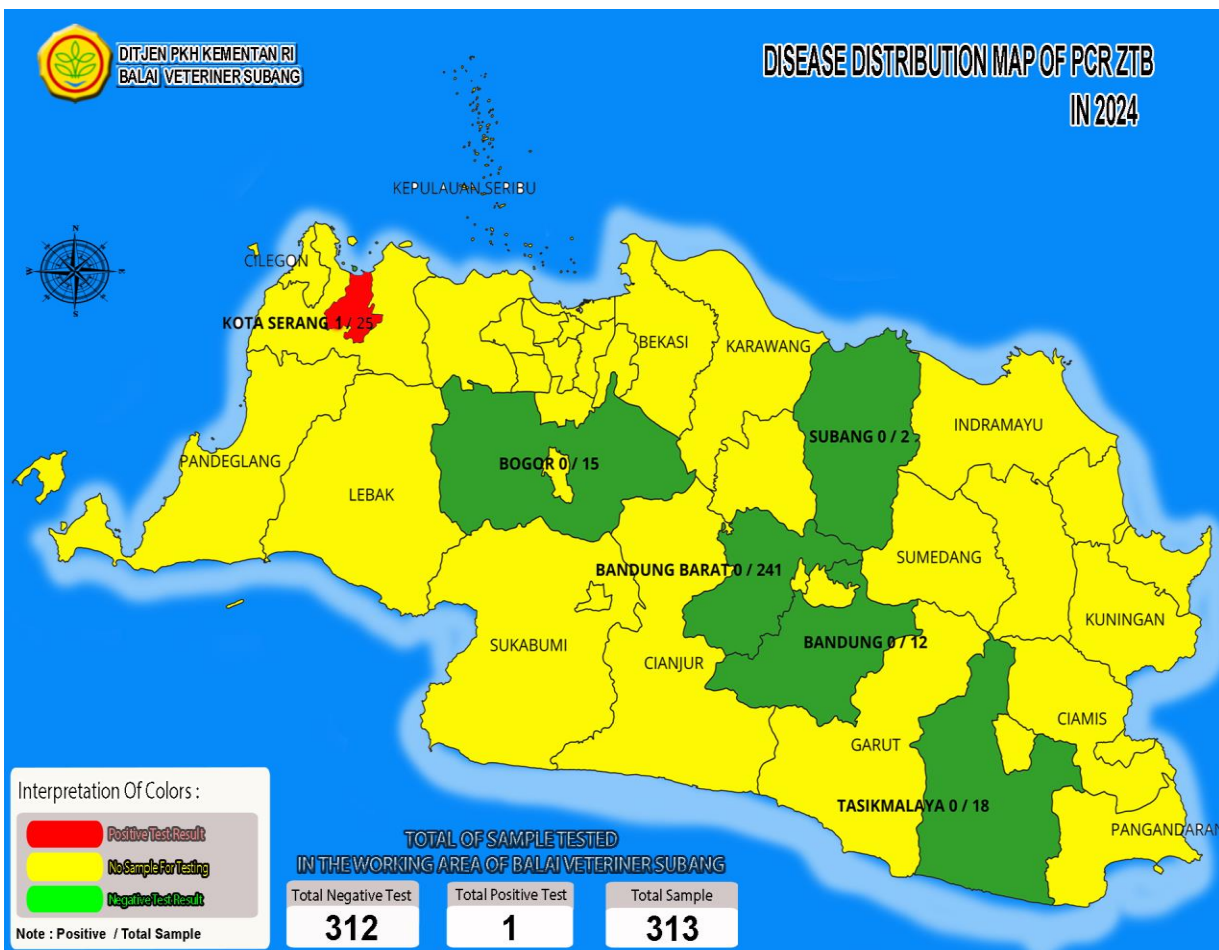 DITJEN PKH KEMENTAN RI
BALAI VETERINER SUBANG
DISEASE DISTRIBUTION MAP OF PCR ZTB
IN 2024
KEPULAUAN SERIBU
N
W
S
CILEGON
KOTA SERANG 1 / 25
BEKASI
KARAWANG
SUBANG 0 / 2
INDRAMAYU
PANDEGLANG
LEBAK
BOGOR 0 / 15
BANDUNG BARAT 0 / 241
SUMEDANG
KUNINGAN
SUKABUMI
CIANJUR
BANDUNG 0 / 12
CIAMIS
GARUT
TASIKMALAYA 0 / 18
PANGANDARAN
Interpretation Of Colors :
Positive Test Result
No Sample For Testing
Negative Test Result
Note : Positive / Total Sample
TOTAL OF SAMPLE TESTED
IN THE WORKING AREA OF BALAI VETERINER SUBANG
Total Negative Test
312
Total Positive Test
1
Total Sample
313